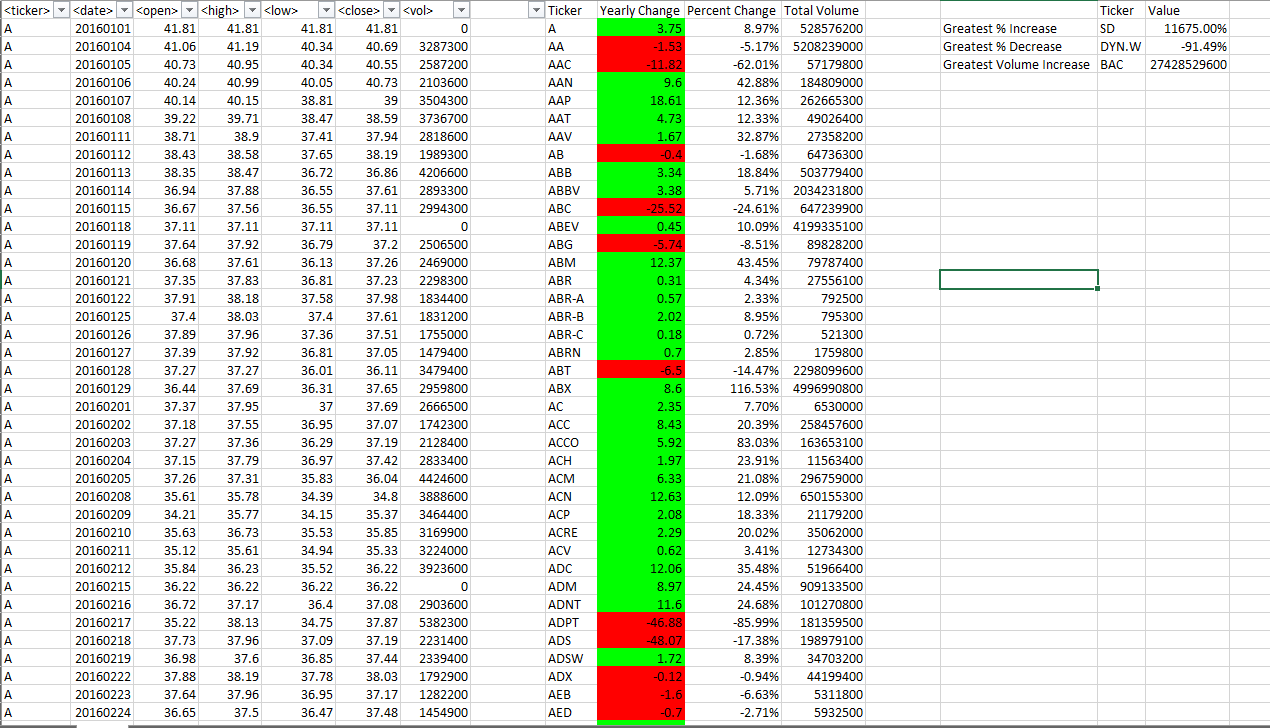 <ticker> <date> <open> <high> <low> <close> <vol> Ticker Yearly Change Percent Change Total Volume Ticker Value
A 20160101 41.81 41.81 41.81 41.81 0 A 3.75 8.97% 528576200 Greatest % Increase SD 11675.00%
A 20160104 41.06 41.19 40.34 40.69 3287300 AA -1.53 -5.17% 5208239000 Greatest % Decrease DYN.W -91.49%
A 20160105 40.73 40.95 40.34 40.55 2587200 AAC -11.82 -62.01% 57179800 Greatest Volume Increase BAC 27428529600
A 20160106 40.24 40.99 40.05 40.73 2103600 AAN 9.6 42.88% 184809000
A 20160107 40.14 40.15 38.81 39 3504300 AAP 18.61 12.36% 262665300
A 20160108 39.22 39.71 38.47 38.59 3736700 AAT 4.73 12.33% 49026400
A 20160111 38.71 38.9 37.41 37.94 2818600 AAV 1.67 32.87% 27358200
A 20160112 38.43 38.58 37.65 38.19 1989300 AB -0.4 -1.68% 64736300
A 20160113 38.35 38.47 36.72 36.86 4206600 ABB 3.34 18.84% 503779400
A 20160114 36.94 37.88 36.55 37.61 2893300 ABBV 3.38 5.71% 2034231800
A 20160115 36.67 37.56 36.55 37.11 2994300 ABC -25.52 -24.61% 647239900
A 20160118 37.11 37.11 37.11 37.11 0 ABEV 0.45 10.09% 4199335100
A 20160119 37.64 37.92 36.79 37.2 2506500 ABG -5.74 -8.51% 89828200
A 20160120 36.68 37.61 36.13 37.26 2469000 ABM 12.37 43.45% 79787400
A 20160121 37.35 37.83 36.81 37.23 2298300 ABR 0.31 4.34% 27556100
A 20160122 37.91 38.18 37.58 37.98 1834400 ABR-A 0.57 2.33% 792500
A 20160125 37.4 38.03 37.4 37.61 1831200 ABR-B 2.02 8.95% 795300
A 20160126 37.89 37.96 37.36 37.51 1755000 ABR-C 0.18 0.72% 521300
A 20160127 37.39 37.92 36.81 37.05 1479400 ABRN 0.7 2.85% 1759800
A 20160128 37.27 37.27 36.01 36.11 3479400 ABT -6.5 -14.47% 2298099600
A 20160129 36.44 37.69 36.31 37.65 2959800 ABX 8.6 116.53% 4996990800
A 20160201 37.37 37.95 37 37.69 2666500 AC 2.35 7.70% 6530000
A 20160202 37.18 37.55 36.95 37.07 1742300 ACC 8.43 20.39% 258457600
A 20160203 37.27 37.36 36.29 37.19 2128400 ACCO 5.92 83.03% 163653100
A 20160204 37.15 37.79 36.97 37.42 2833400 ACH 1.97 23.91% 11563400
A 20160205 37.26 37.31 35.83 36.04 4424600 ACM 6.33 21.08% 296759000
A 20160208 35.61 35.78 34.39 34.8 3888600 ACN 12.63 12.09% 650155300
A 20160209 34.21 35.77 34.15 35.37 3464400 ACP 2.08 18.33% 21179200
A 20160210 35.63 36.73 35.53 35.85 3169900 ACRE 2.29 20.02% 35062000
A 20160211 35.12 35.61 34.94 35.33 3224000 ACV 0.62 3.41% 12734300
A 20160212 35.84 36.23 35.52 36.22 3923600 ADC 12.06 35.48% 51966400
A 20160215 36.22 36.22 36.22 36.22 0 ADM 8.97 24.45% 909133500
A 20160216 36.72 37.17 36.4 37.08 2903600 ADNT 11.6 24.68% 101270800
A 20160217 35.22 38.13 34.75 37.87 5382300 ADPT -46.88 -85.99% 181359500
A 20160218 37.73 37.96 37.09 37.19 2231400 ADS -48.07 -17.38% 198979100
A 20160219 36.98 37.6 36.85 37.44 2339400 ADSW 1.72 8.39% 34703200
A 20160222 37.88 38.19 37.78 38.03 1792900 ADX -0.12 -0.94% 44199400
A 20160223 37.64 37.96 36.95 37.17 1282200 AEB -1.6 -6.63% 5311800
A 20160224 36.65 37.5 36.47 37.48 1454900 AED -0.7 -2.71% 5932500